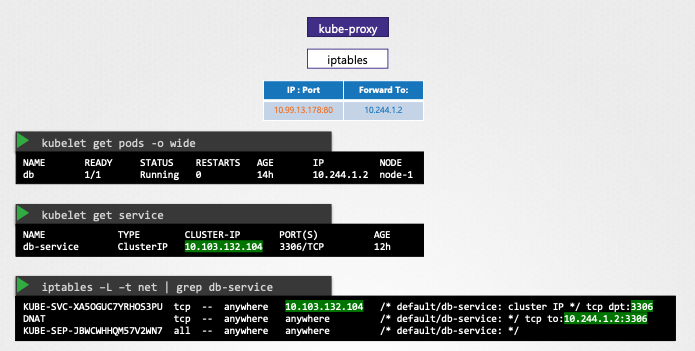 kube-proxy
iptables
IP : Port Forward To:
10.99.13.178:80 10.244.1.2
kubelet get pods -o wide
NAME READY STATUS RESTARTS AGE IP NODE
db 1/1 Running 0 14h 10.244.1.2 node-1
kubelet get service
NAME TYPE CLUSTER-IP PORT(S) AGE
db-service ClusterIP 10.103.132.104 3306/TCP 12h
iptables –L –t net | grep db-service
KUBE-SVC-XA5OGUC7YRHOS3PU tcp -- anywhere 10.103.132.104 /* default/db-service: cluster IP */ tcp dpt:3306
DNAT tcp -- anywhere anywhere /* default/db-service: */ tcp to:10.244.1.2:3306
KUBE-SEP-JBWCWHHQM57V2WN7 all -- anywhere anywhere /* default/db-service: */